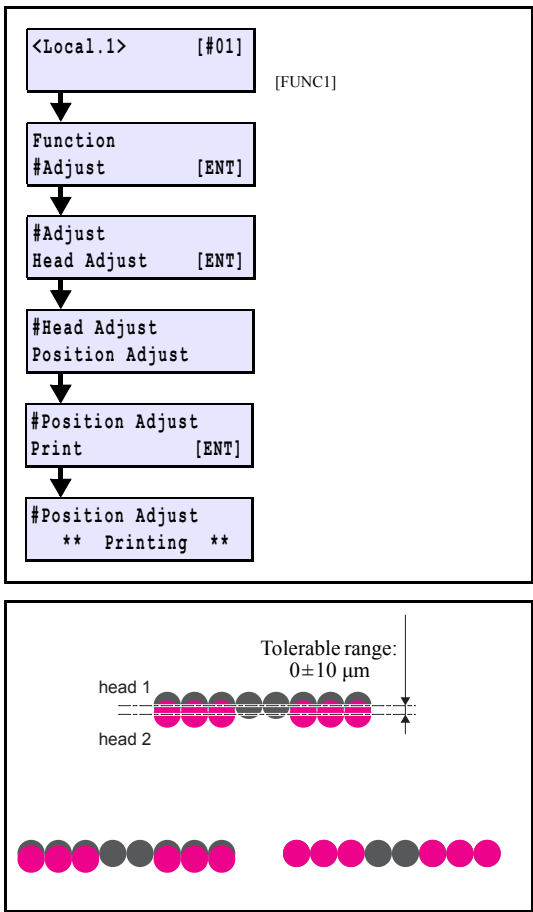 <Local.1> [#01]
[FUNC1]
Function
#Adjust [ENT]
#Adjust
Head Adjust [ENT]
#Head Adjust
Position Adjust
#Position Adjust
Print [ENT]
#Position Adjust
** Printing **
Tolerable range:
0±10 μm
head 1
head 2